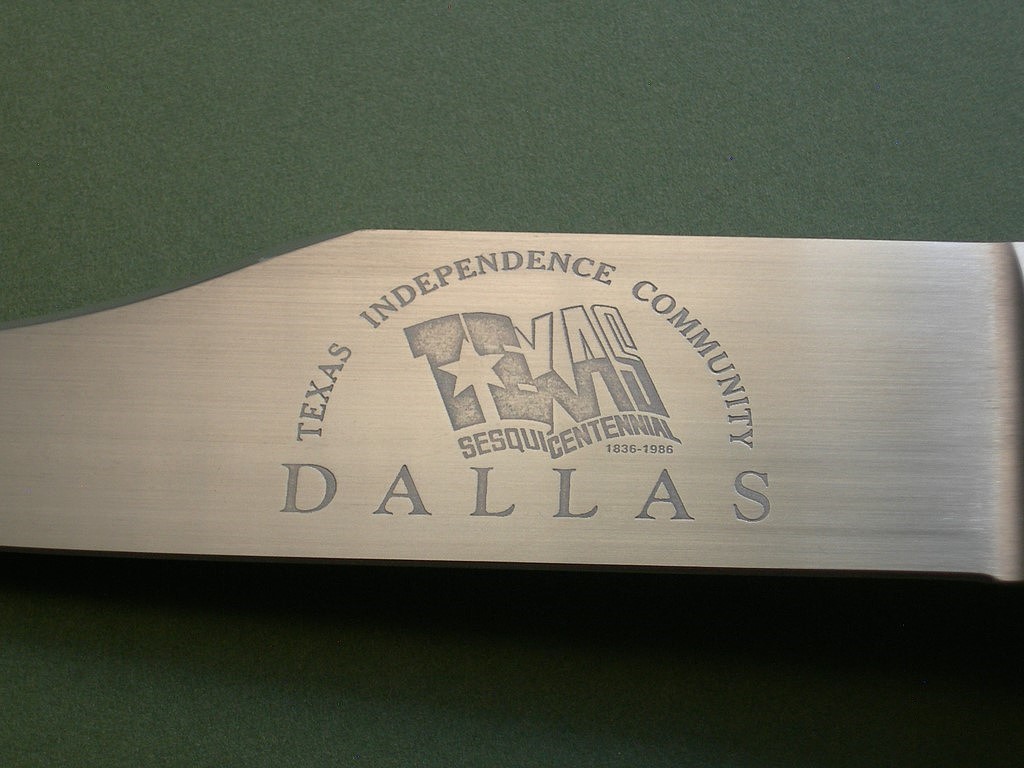 TEXAS INDEPENDENCE COMMUNITY
TEXAS
SESQUICENTENNIAL
1836-1986
DALLAS